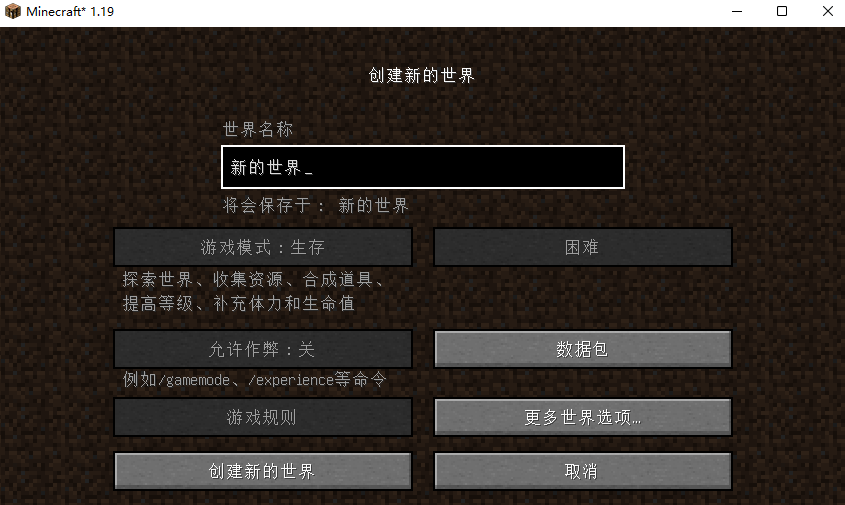 Minecraft* 1.19
创建新的世界
世界名称
新的世界_
将会保存于： 新的世界
游戏模式：生存
困难
探索世界、收集资源、合成道具、
提高等级、补充体力和生命值
允许作弊：关
数据包
例如/gamemode、/experience等命令
游戏规则
更多世界选项…
创建新的世界
取消